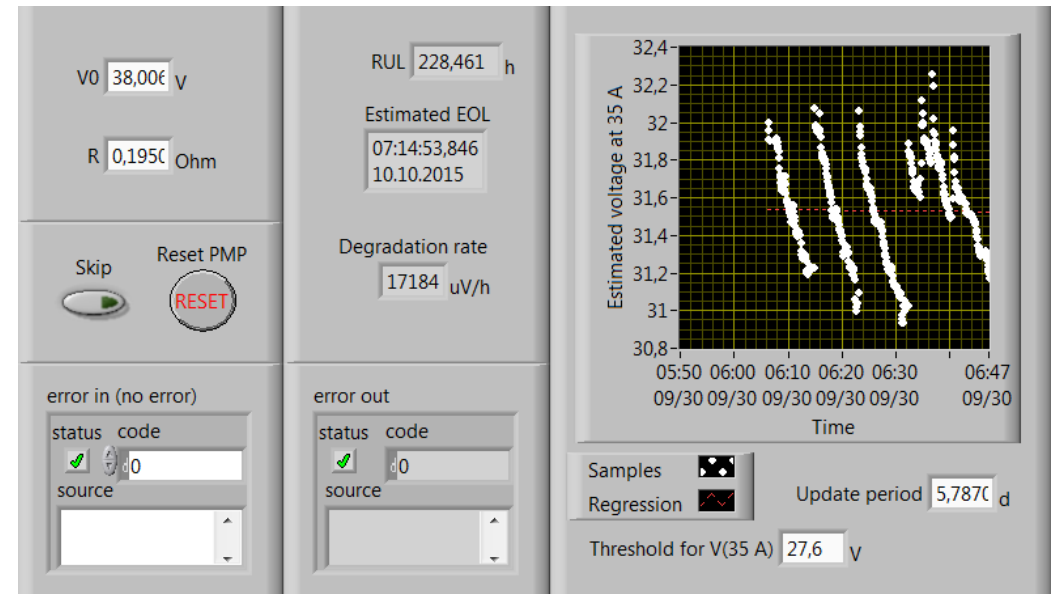 V0 38,006 V
R 0,1950 Ohm
Skip
Reset PMP
RESET
error in (no error)
status code
d 0
source
RUL 228,461 h
Estimated EOL
07:14:53,846
10.10.2015
Degradation rate
17184 uV/h
error out
status code
d 0
source
Estimated voltage at 35 A
32,4
32,2
32
31,8
31,6
31,4
31,2
31
30,8
05:50 06:00 06:10 06:20 06:30 06:47
09/30 09/30 09/30 09/30 09/30 09/30
Time
Samples
Regression
Update period 5,7870 d
Threshold for V(35 A) 27,6 V